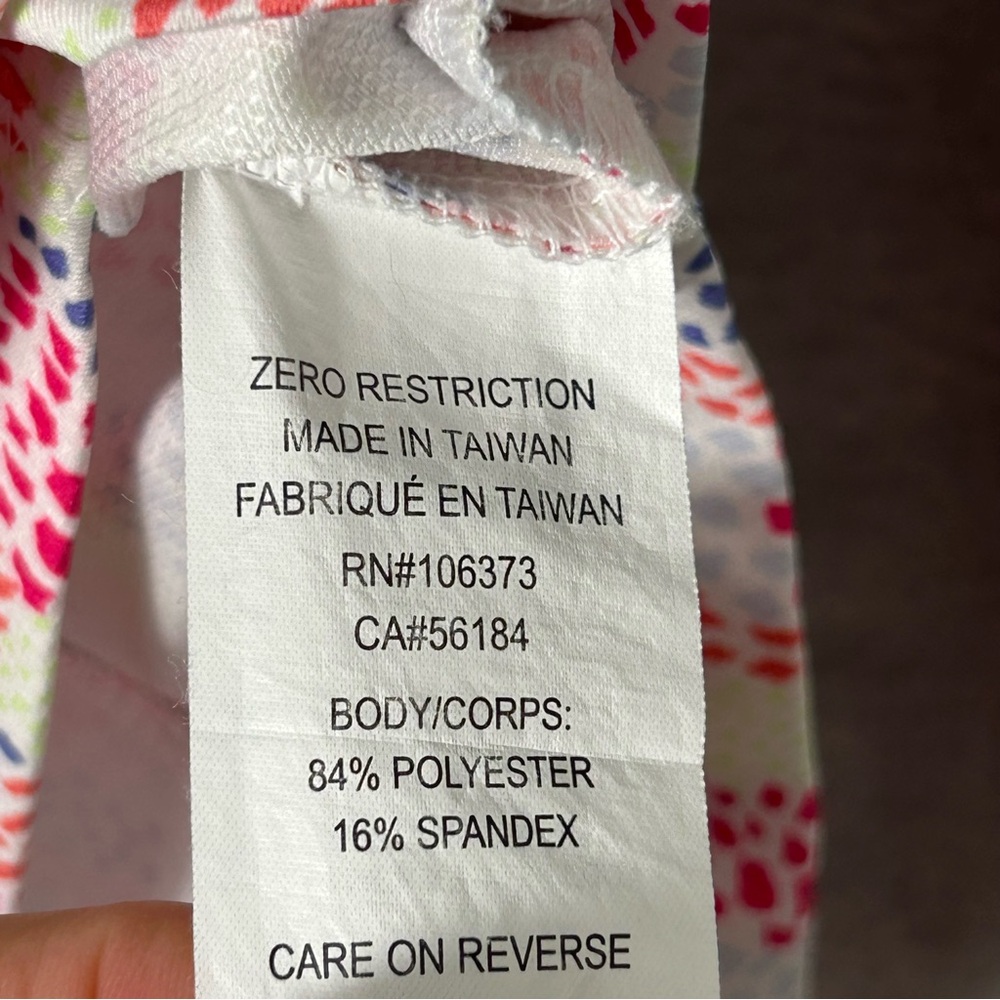 ZERO RESTRICTION
MADE IN TAIWAN
FABRIQUÉ EN TAIWAN
RN#106373
CA#56184
BODY/CORPS:
84% POLYESTER
16% SPANDEX
CARE ON REVERSE